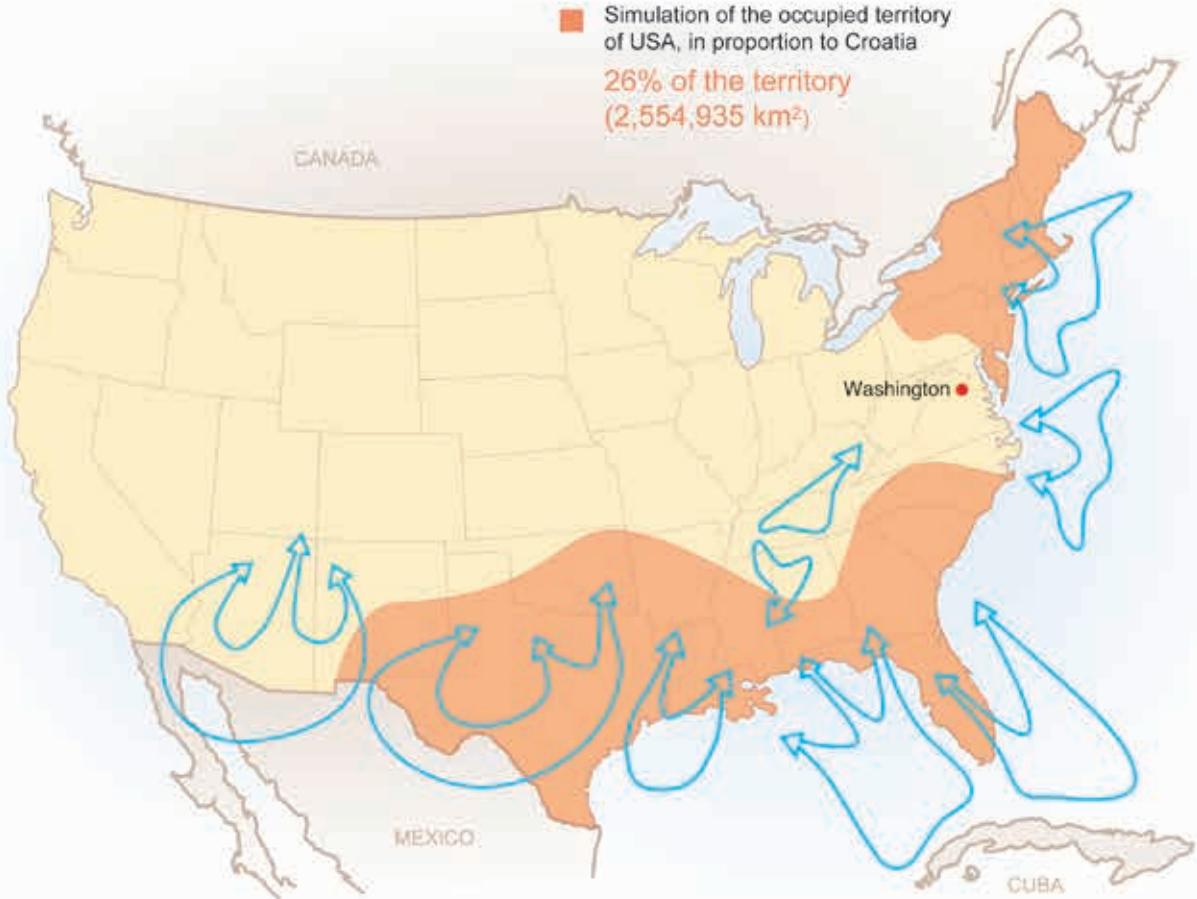 Simulation of the occupied territory
of USA, in proportion to Croatia
26% of the territory
(2,554,935 km²)
CANADA
Washington
MEXICO
CUBA